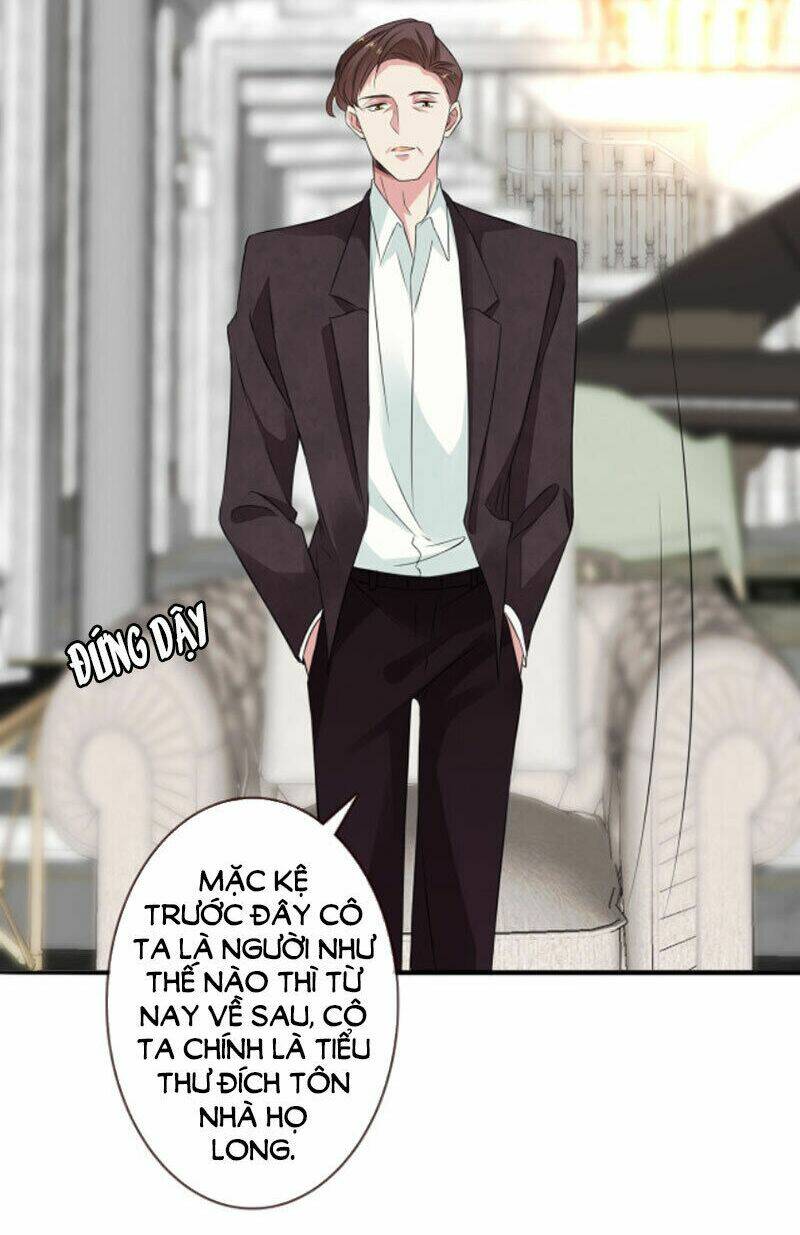 ĐỨNG DẬY
MẶC KỆ
TRƯỚC ĐÂY CÔ
TA LÀ NGƯỜI NHƯ
THẾ NÀO THÌ TỪ
NAY VỀ SAU, CÔ
TA CHÍNH LÀ TIỂU
THƯ ĐÍCH TÔN
NHÀ HỌ
LONG.